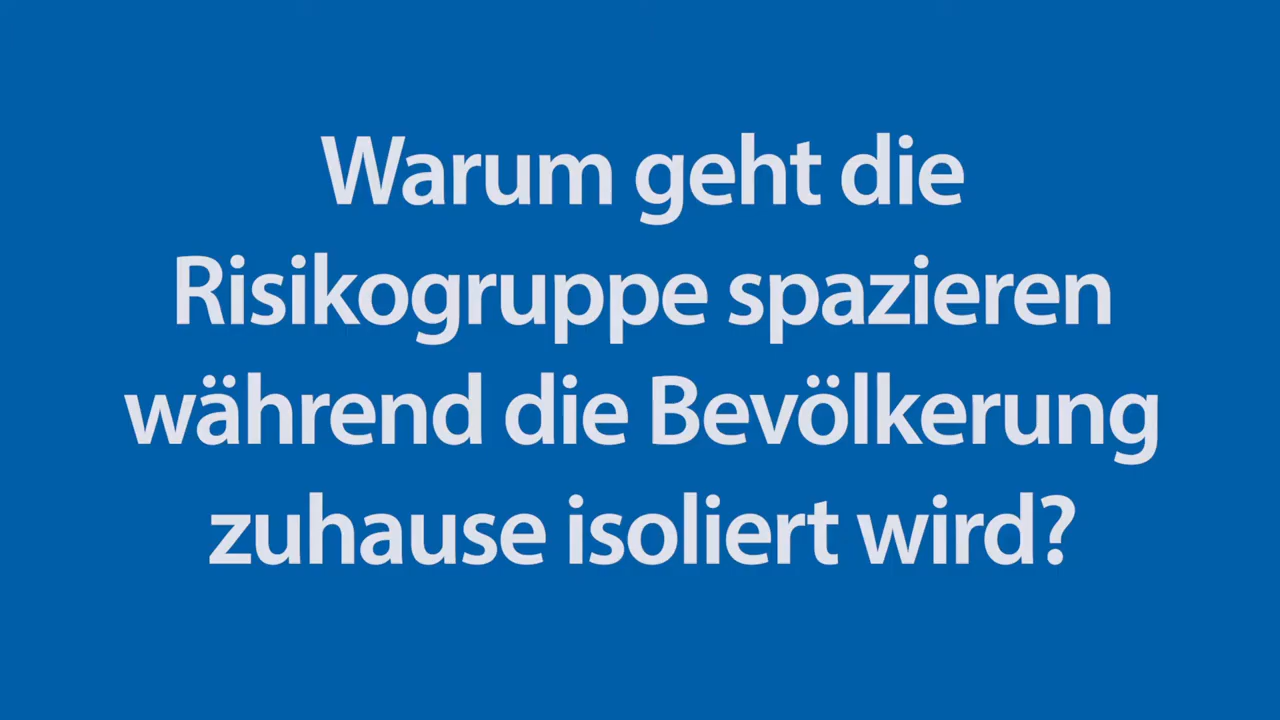 Warum geht die
Risikogruppe spazieren
während die Bevölkerung
zuhause isoliert wird?